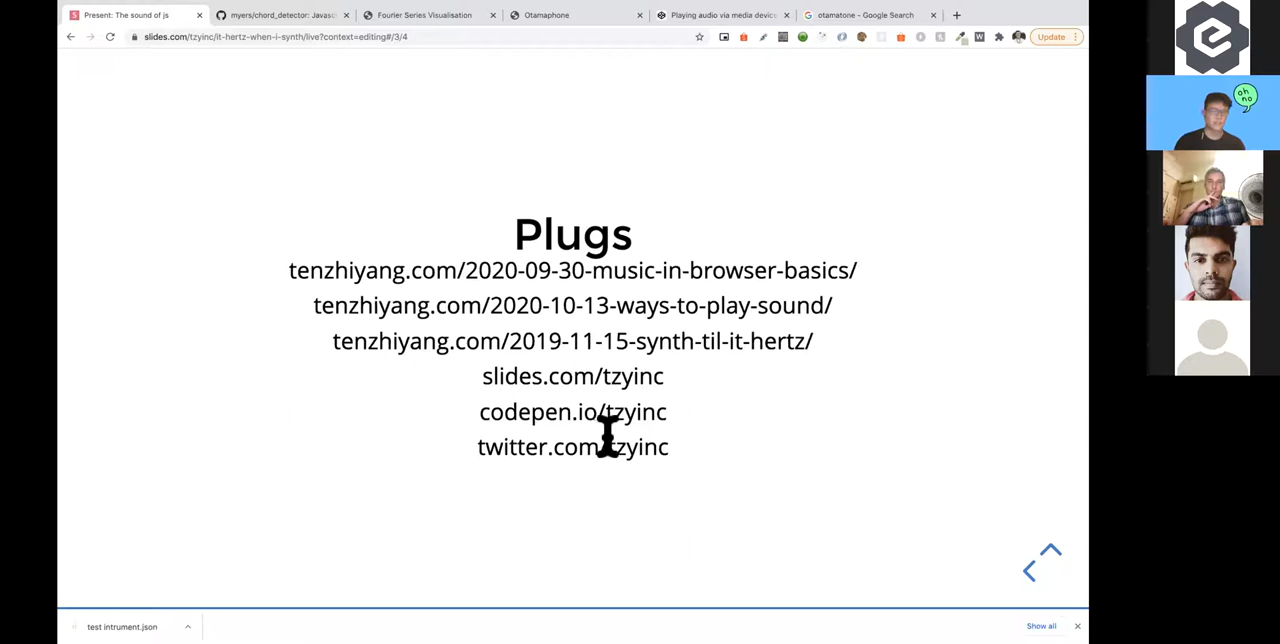 Present: The sound of js
myers/chord_detector: Javasc
Fourier Series Visualisation
Otamaphone
Playing audio via media device
otamatone - Google Search
slides.com/tzyinc/it-hertz-when-i-synth/live?context=editing#/3/4
Update
oh
no
Plugs
tenzhiyang.com/2020-09-30-music-in-browser-basics/
tenzhiyang.com/2020-10-13-ways-to-play-sound/
tenzhiyang.com/2019-11-15-synth-til-it-hertz/
slides.com/tzyinc
codepen.io/tzyinc
twitter.com/tzyinc
test intrument.json
Show all